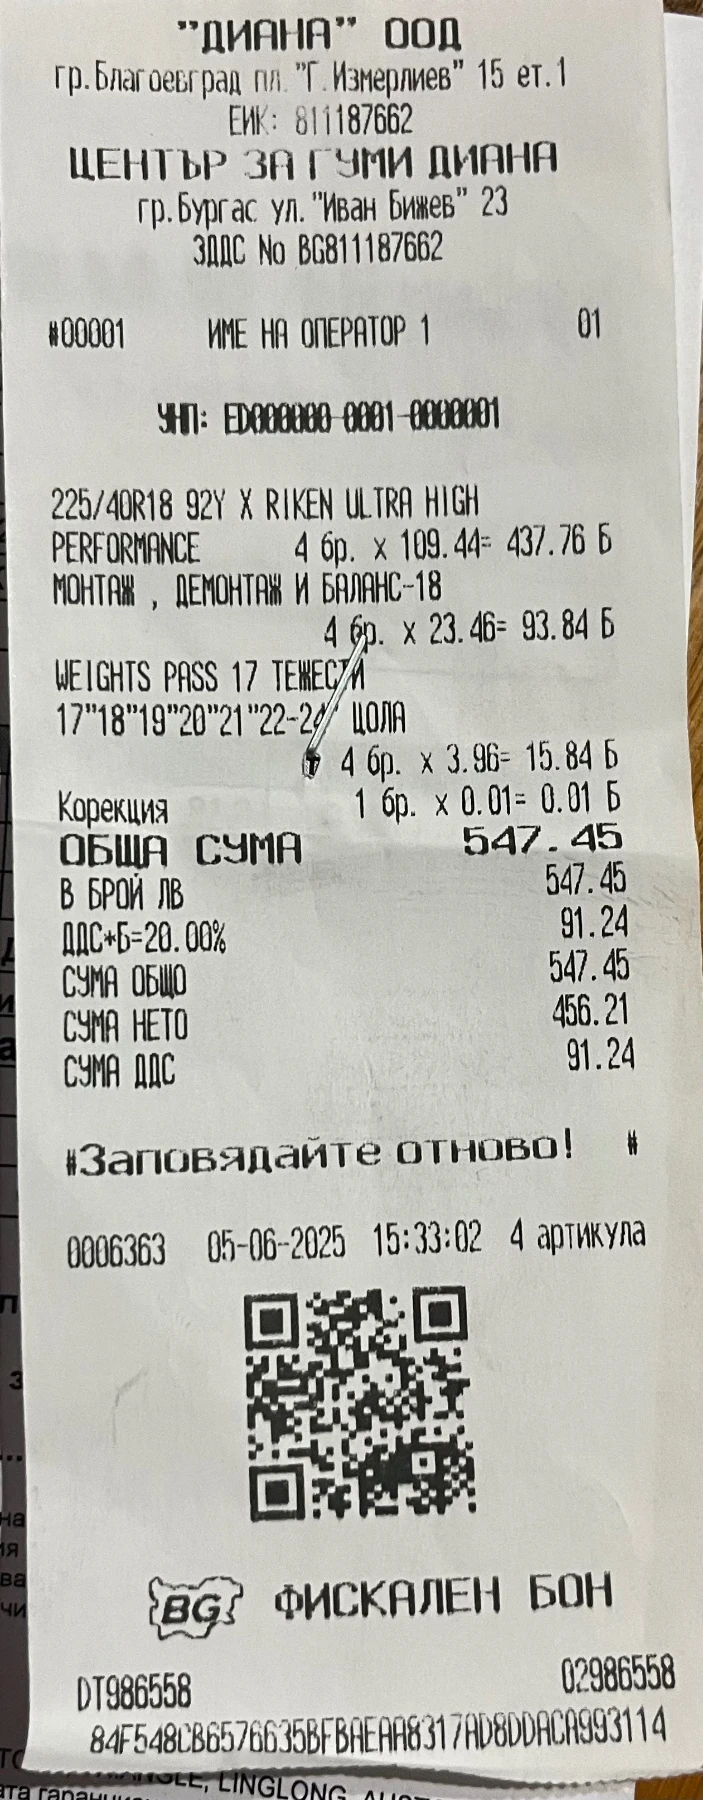 "ДИАНА" ООД
гр.Благоевград пл."Г.Измерлиев" 15 ет.1
ЕИК: 811187662
ЦЕНТЪР ЗА ГУМИ ДИАНА
гр.Бургас ул."Иван Бижев" 23
ЗДДС No BG811187662
#00001 ИМЕ НА ОПЕРАТОР 1 01
УНП: ED000000-0001-0000001
225/40R18 92Y X RIKEN ULTRA HIGH
PERFORMANCE 4 бр. x 109.44= 437.76 Б
МОНТАЖ , ДЕМОНТАЖ И БАЛАНС-18
4 бр. x 23.46= 93.84 Б
WEIGHTS PASS 17 ТЕЖЕСТИ
17"18"19"20"21"22-24" ЦОЛА
4 бр. x 3.96= 15.84 Б
Корекция 1 бр. x 0.01= 0.01 Б
ОБЩА СУМА 547.45
В БРОЙ ЛВ 547.45
ДДС*Б=20.00% 91.24
СУМА ОБЩО 547.45
СУМА НЕТО 456.21
СУМА ДДС 91.24
#Заповядайте отново! #
0006363 05-06-2025 15:33:02 4 артикула
BG ФИСКАЛЕН БОН
DT986558 02986558
84F548CB6576635BFBAEAA8317AD8DDACA993114
LINGLONG,